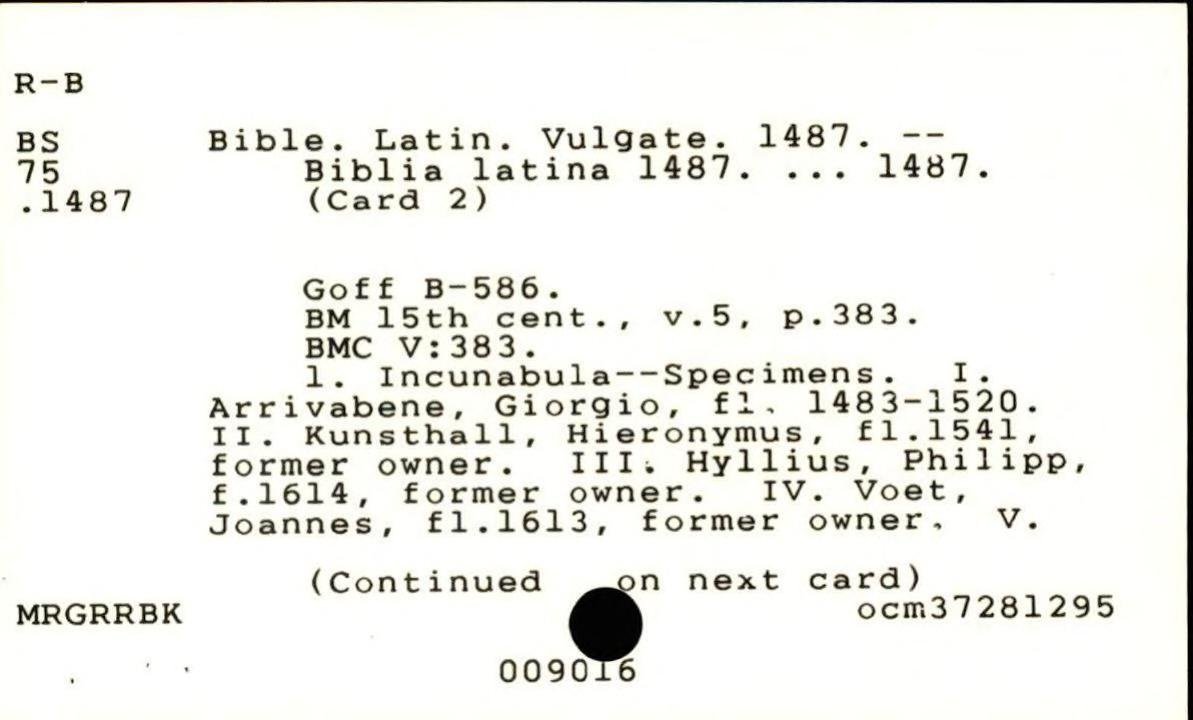 R-B
BS Bible. Latin. Vulgate. 1487. --
75 Biblia latina 1487. ... 1487.
.1487 (Card 2)
Goff B-586.
BM 15th cent., v.5, p.383.
BMC V:383.
1. Incunabula--Specimens. I.
Arrivabene, Giorgio, fl. 1483-1520.
II. Kunsthall, Hieronymus, fl.1541,
former owner. III. Hyllius, Philipp,
f.1614, former owner. IV. Voet,
Joannes, fl.1613, former owner. V.
(Continued on next card)
MRGRRBK ocm37281295
009016